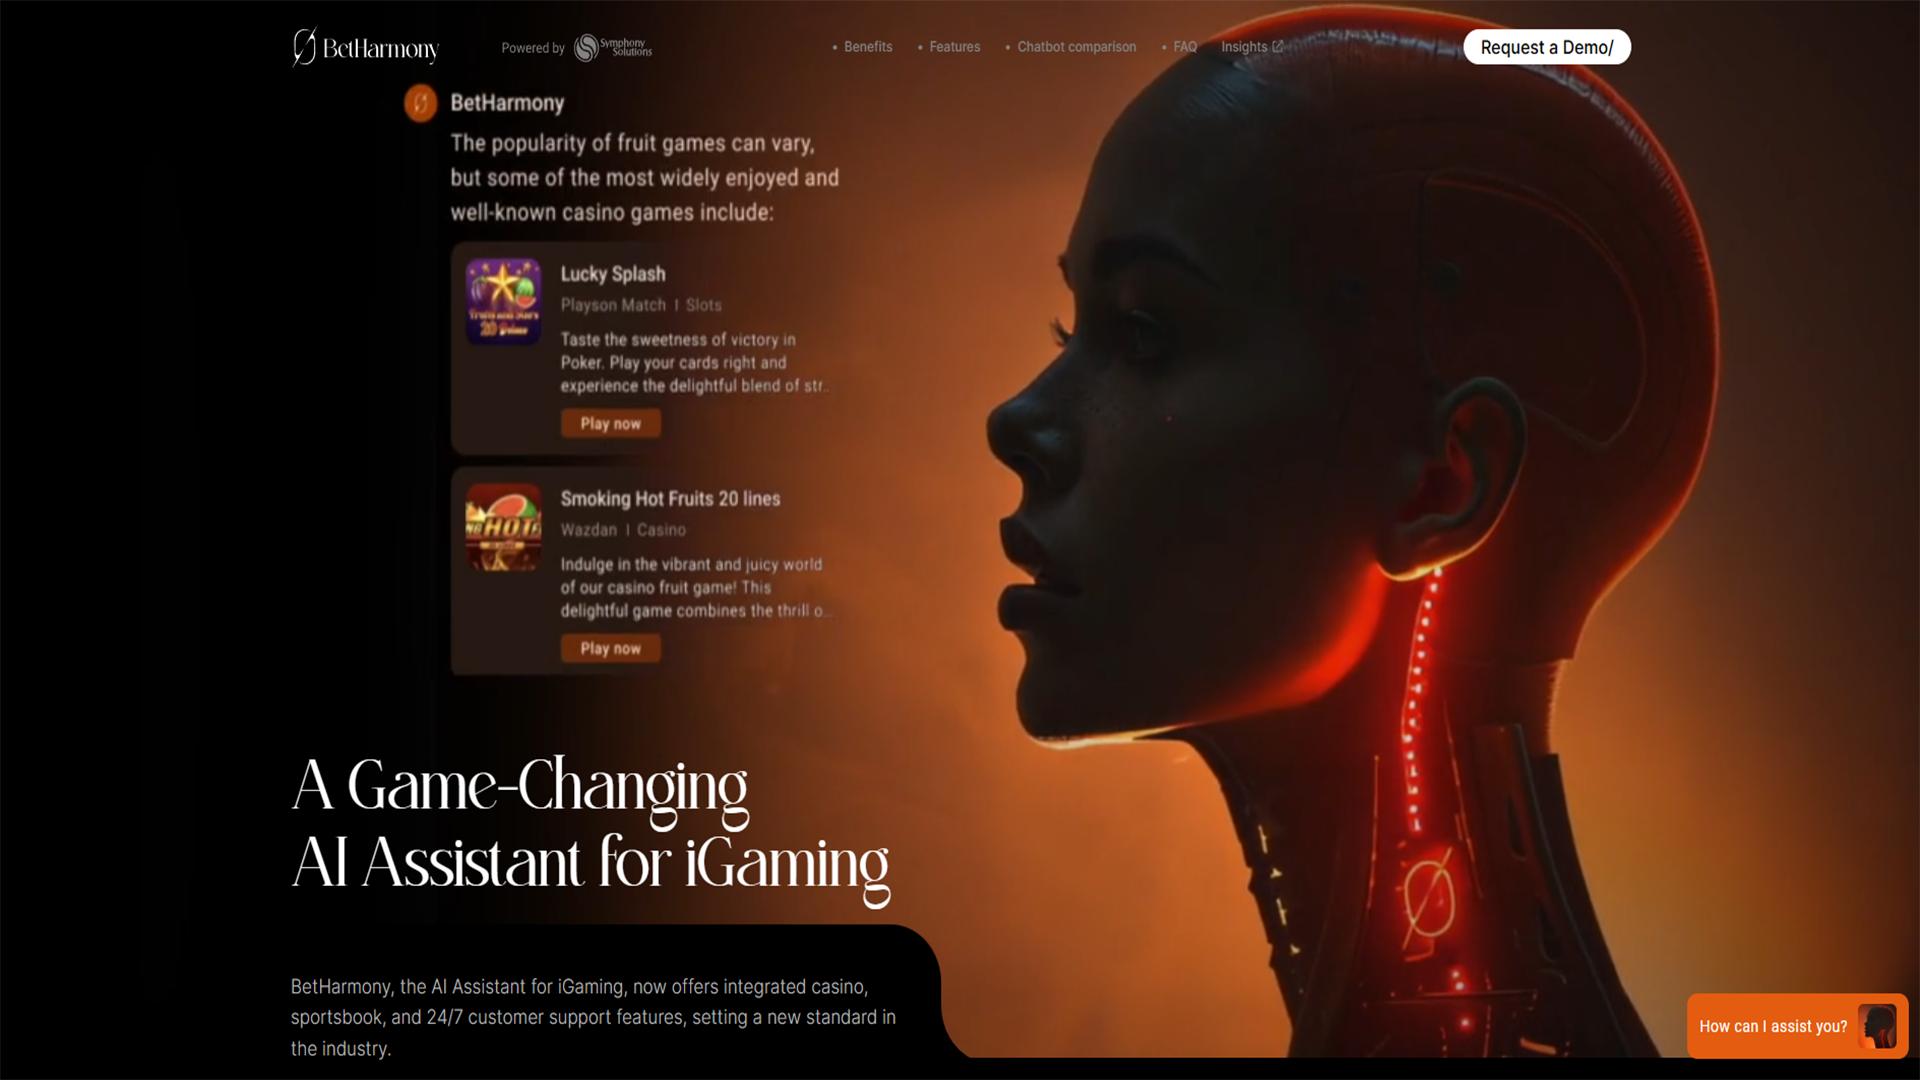 BetHarmony
Powered by Symphony Solutions
• Benefits
• Features
• Chatbot comparison
• FAQ
Insights
Request a Demo/
BetHarmony
The popularity of fruit games can vary,
but some of the most widely enjoyed and
well-known casino games include:
Lucky Splash
Playson Match | Slots
Taste the sweetness of victory in
Poker. Play your cards right and
experience the delightful blend of str..
Play now
Smoking Hot Fruits 20 lines
Wazdan | Casino
Indulge in the vibrant and juicy world
of our casino fruit game! This
delightful game combines the thrill o...
Play now
A Game-Changing
AI Assistant for iGaming
BetHarmony, the AI Assistant for iGaming, now offers integrated casino,
sportsbook, and 24/7 customer support features, setting a new standard in
the industry.
How can I assist you?